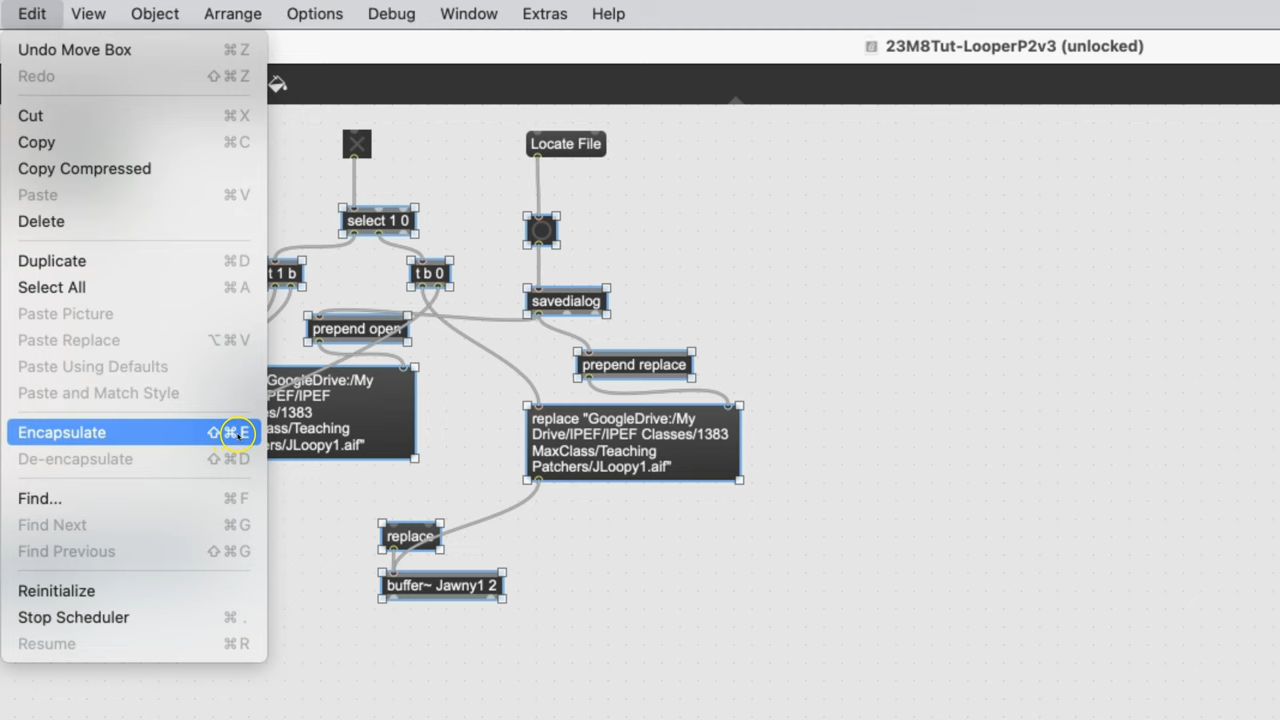 Edit View Object Arrange Options Debug Window Extras Help
23M8Tut-LooperP2v3 (unlocked)
Undo Move Box ⌘Z
Redo ⇧⌘Z
Cut ⌘X
Copy ⌘C
Copy Compressed
Paste ⌘V
Delete
Duplicate ⌘D
Select All ⌘A
Paste Picture
Paste Replace ⌥⌘V
Paste Using Defaults
Paste and Match Style
Encapsulate ⇧⌘E
De-encapsulate ⇧⌘D
Find... ⌘F
Find Next ⌘G
Find Previous ⇧⌘G
Reinitialize
Stop Scheduler ⌘.
Resume ⌘R
Locate File
select 1 0
t 1 b
t b 0
savedialog
prepend open
prepend replace
GoogleDrive:/My
PEF/IPEF
s/1383
ass/Teaching
rs/JLoopy1.aif"
replace "GoogleDrive:/My
Drive/IPEF/IPEF Classes/1383
MaxClass/Teaching
Patchers/JLoopy1.aif"
replace
buffer~ Jawny1 2